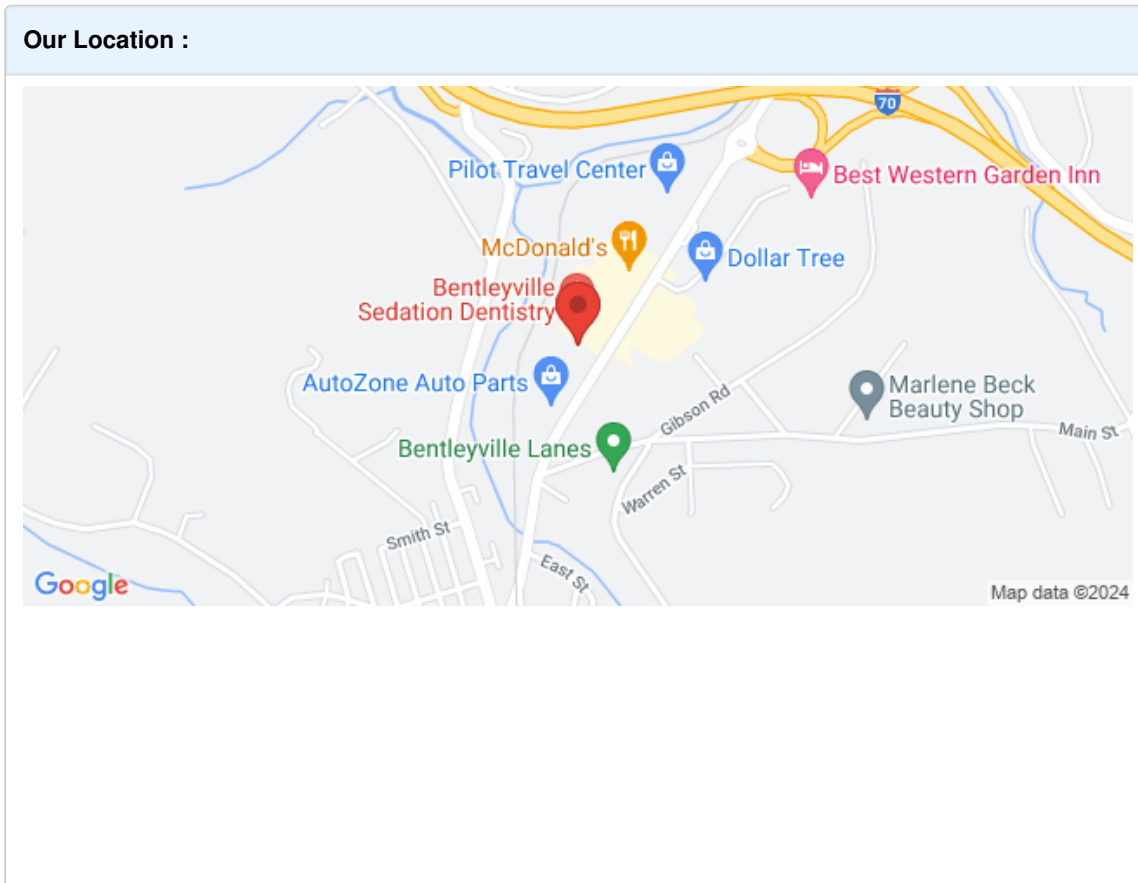 Our Location :
70
Pilot Travel Center
Best Western Garden Inn
McDonald's
Dollar Tree
Bentleyville
Sedation Dentistry
AutoZone Auto Parts
Marlene Beck
Beauty Shop
Gibson Rd
Main St
Bentleyville Lanes
Warren St
Smith St
East St
Google
Map data ©2024